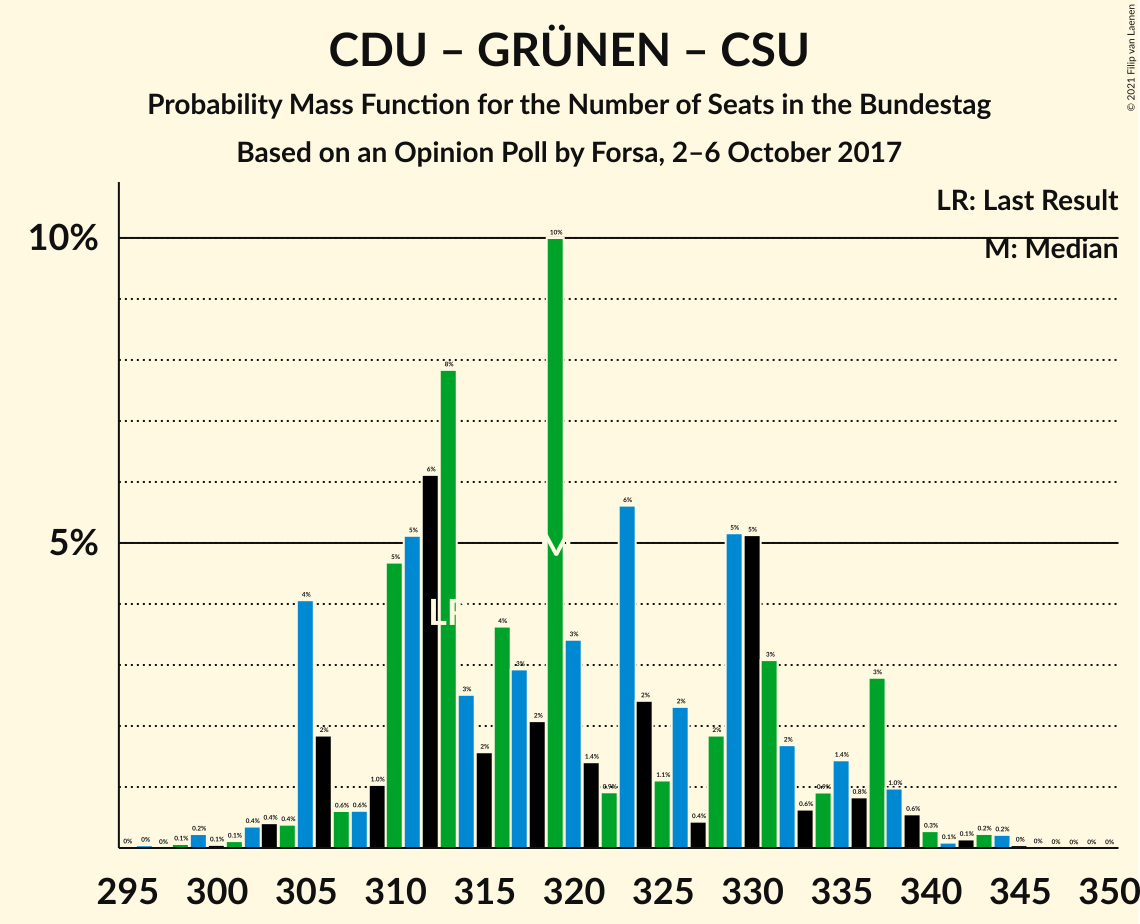 CDU – GRÜNEN – CSU
Probability Mass Function for the Number of Seats in the Bundestag
Based on an Opinion Poll by Forsa, 2–6 October 2017
© 2021 Filip van Laenen
LR: Last Result
M: Median
10%
5%
0% 0% 0% 0.1% 0.2% 0.1% 0.1% 0.4% 0.4% 0.4% 4% 2% 0.6% 0.6% 1.0% 5% 5% 6% 8% 3% 2% 4% 3% 2% 10% 3% 1.4% 0.9% 6% 2% 1.1% 2% 0.4% 2% 5% 5% 3% 2% 0.6% 0.9% 1.4% 0.8% 3% 1.0% 0.6% 0.3% 0.1% 0.1% 0.2% 0.2% 0% 0% 0% 0% 0% 0%
295 300 305 310 315 320 325 330 335 340 345 350